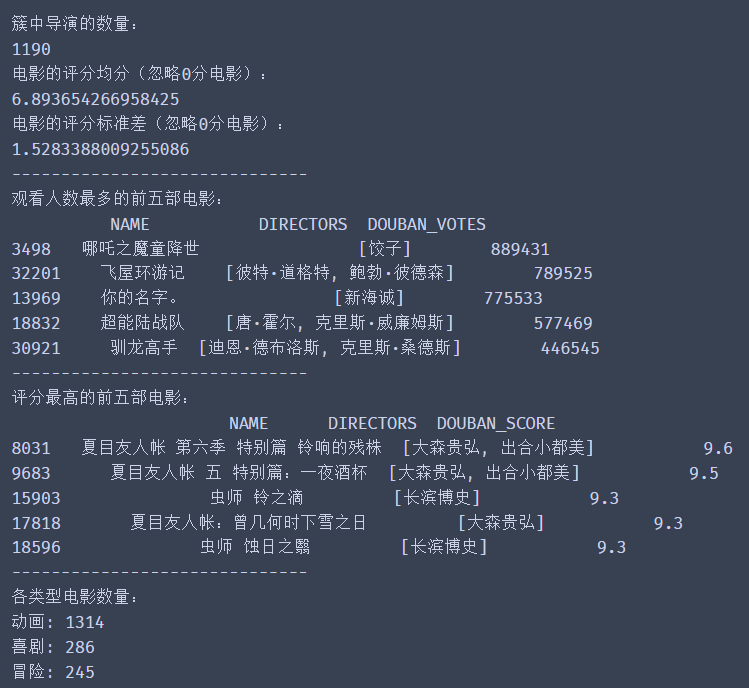 簇中导演的数量：
1190
电影的评分均分（忽略0分电影）：
6.893654266958425
电影的评分标准差（忽略0分电影）：
1.5283388009255086
------------------------------
观看人数最多的前五部电影：
NAME DIRECTORS DOUBAN_VOTES
3498 哪吒之魔童降世 [饺子] 889431
32201 飞屋环游记 [彼特·道格特, 鲍勃·彼德森] 789525
13969 你的名字。 [新海诚] 775533
18832 超能陆战队 [唐·霍尔, 克里斯·威廉姆斯] 577469
30921 驯龙高手 [迪恩·德布洛斯, 克里斯·桑德斯] 446545
------------------------------
评分最高的前五部电影：
NAME DIRECTORS DOUBAN_SCORE
8031 夏目友人帐 第六季 特别篇 铃响的残株 [大森贵弘, 出合小都美] 9.6
9683 夏目友人帐 五 特别篇：一夜酒杯 [大森贵弘, 出合小都美] 9.5
15903 虫师 铃之滴 [长滨博史] 9.3
17818 夏目友人帐：曾几何时下雪之日 [大森贵弘] 9.3
18596 虫师 蚀日之翳 [长滨博史] 9.3
------------------------------
各类型电影数量：
动画: 1314
喜剧: 286
冒险: 245